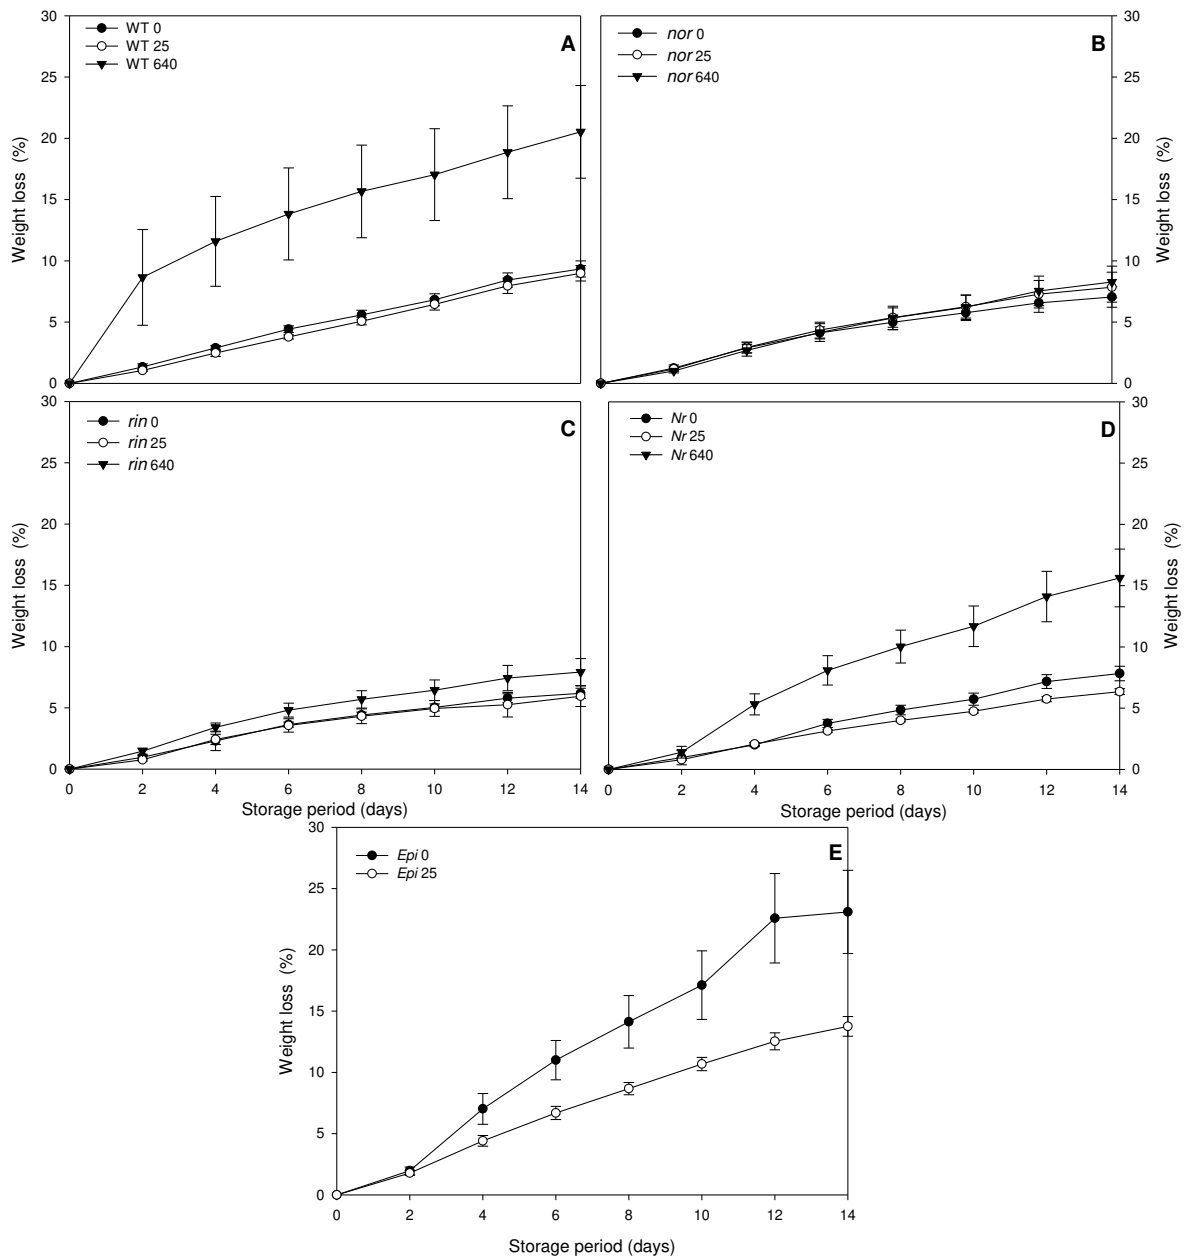 WT 0
WT 25
WT 640
A
30
25
20
15
10
5
0
Weight loss (%)
nor 0
nor 25
nor 640
B
30
25
20
15
10
5
0
Weight loss (%)
rin 0
rin 25
rin 640
C
30
25
20
15
10
5
0
Weight loss (%)
0 2 4 6 8 10 12 14
Storage period (days)
Nr 0
Nr 25
Nr 640
D
30
25
20
15
10
5
0
Weight loss (%)
0 2 4 6 8 10 12 14
Storage period (days)
Epi 0
Epi 25
E
30
25
20
15
10
5
0
Weight loss (%)
0 2 4 6 8 10 12 14
Storage period (days)